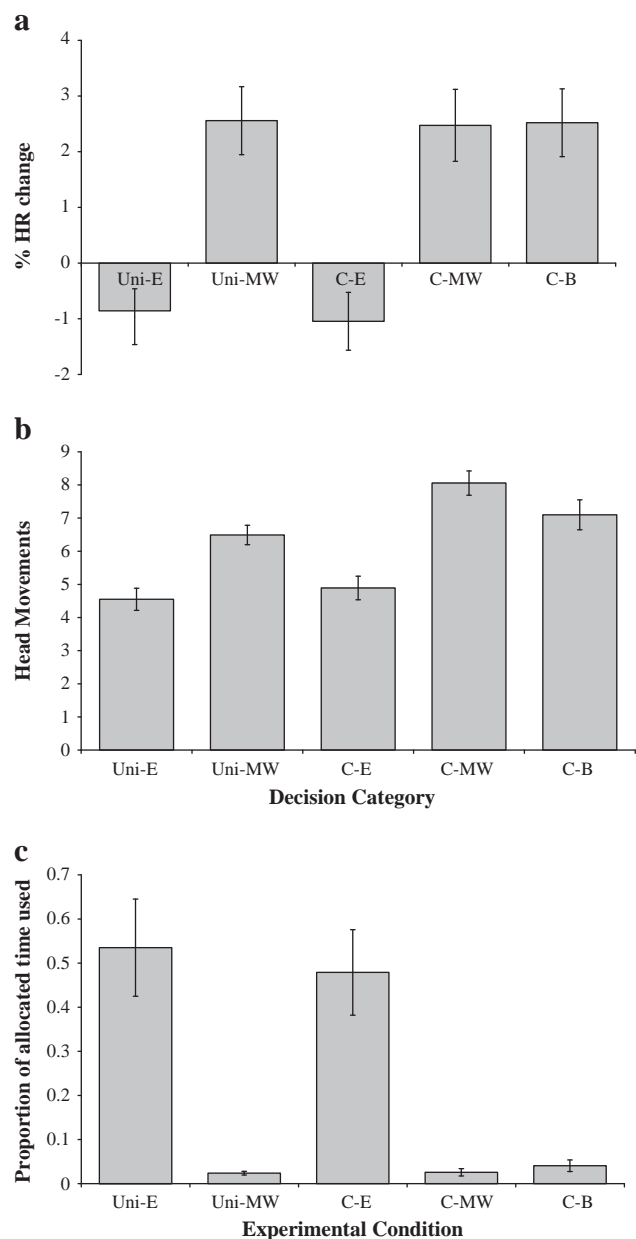 a
4
3
2
1
0
-1
-2
% HR change
Uni-E Uni-MW C-E C-MW C-B
b
9
8
7
6
5
4
3
2
1
0
Head Movements
Uni-E Uni-MW C-E C-MW C-B
Decision Category
c
0.7
0.6
0.5
0.4
0.3
0.2
0.1
0
Proportion of allocated time used
Uni-E Uni-MW C-E C-MW C-B
Experimental Condition